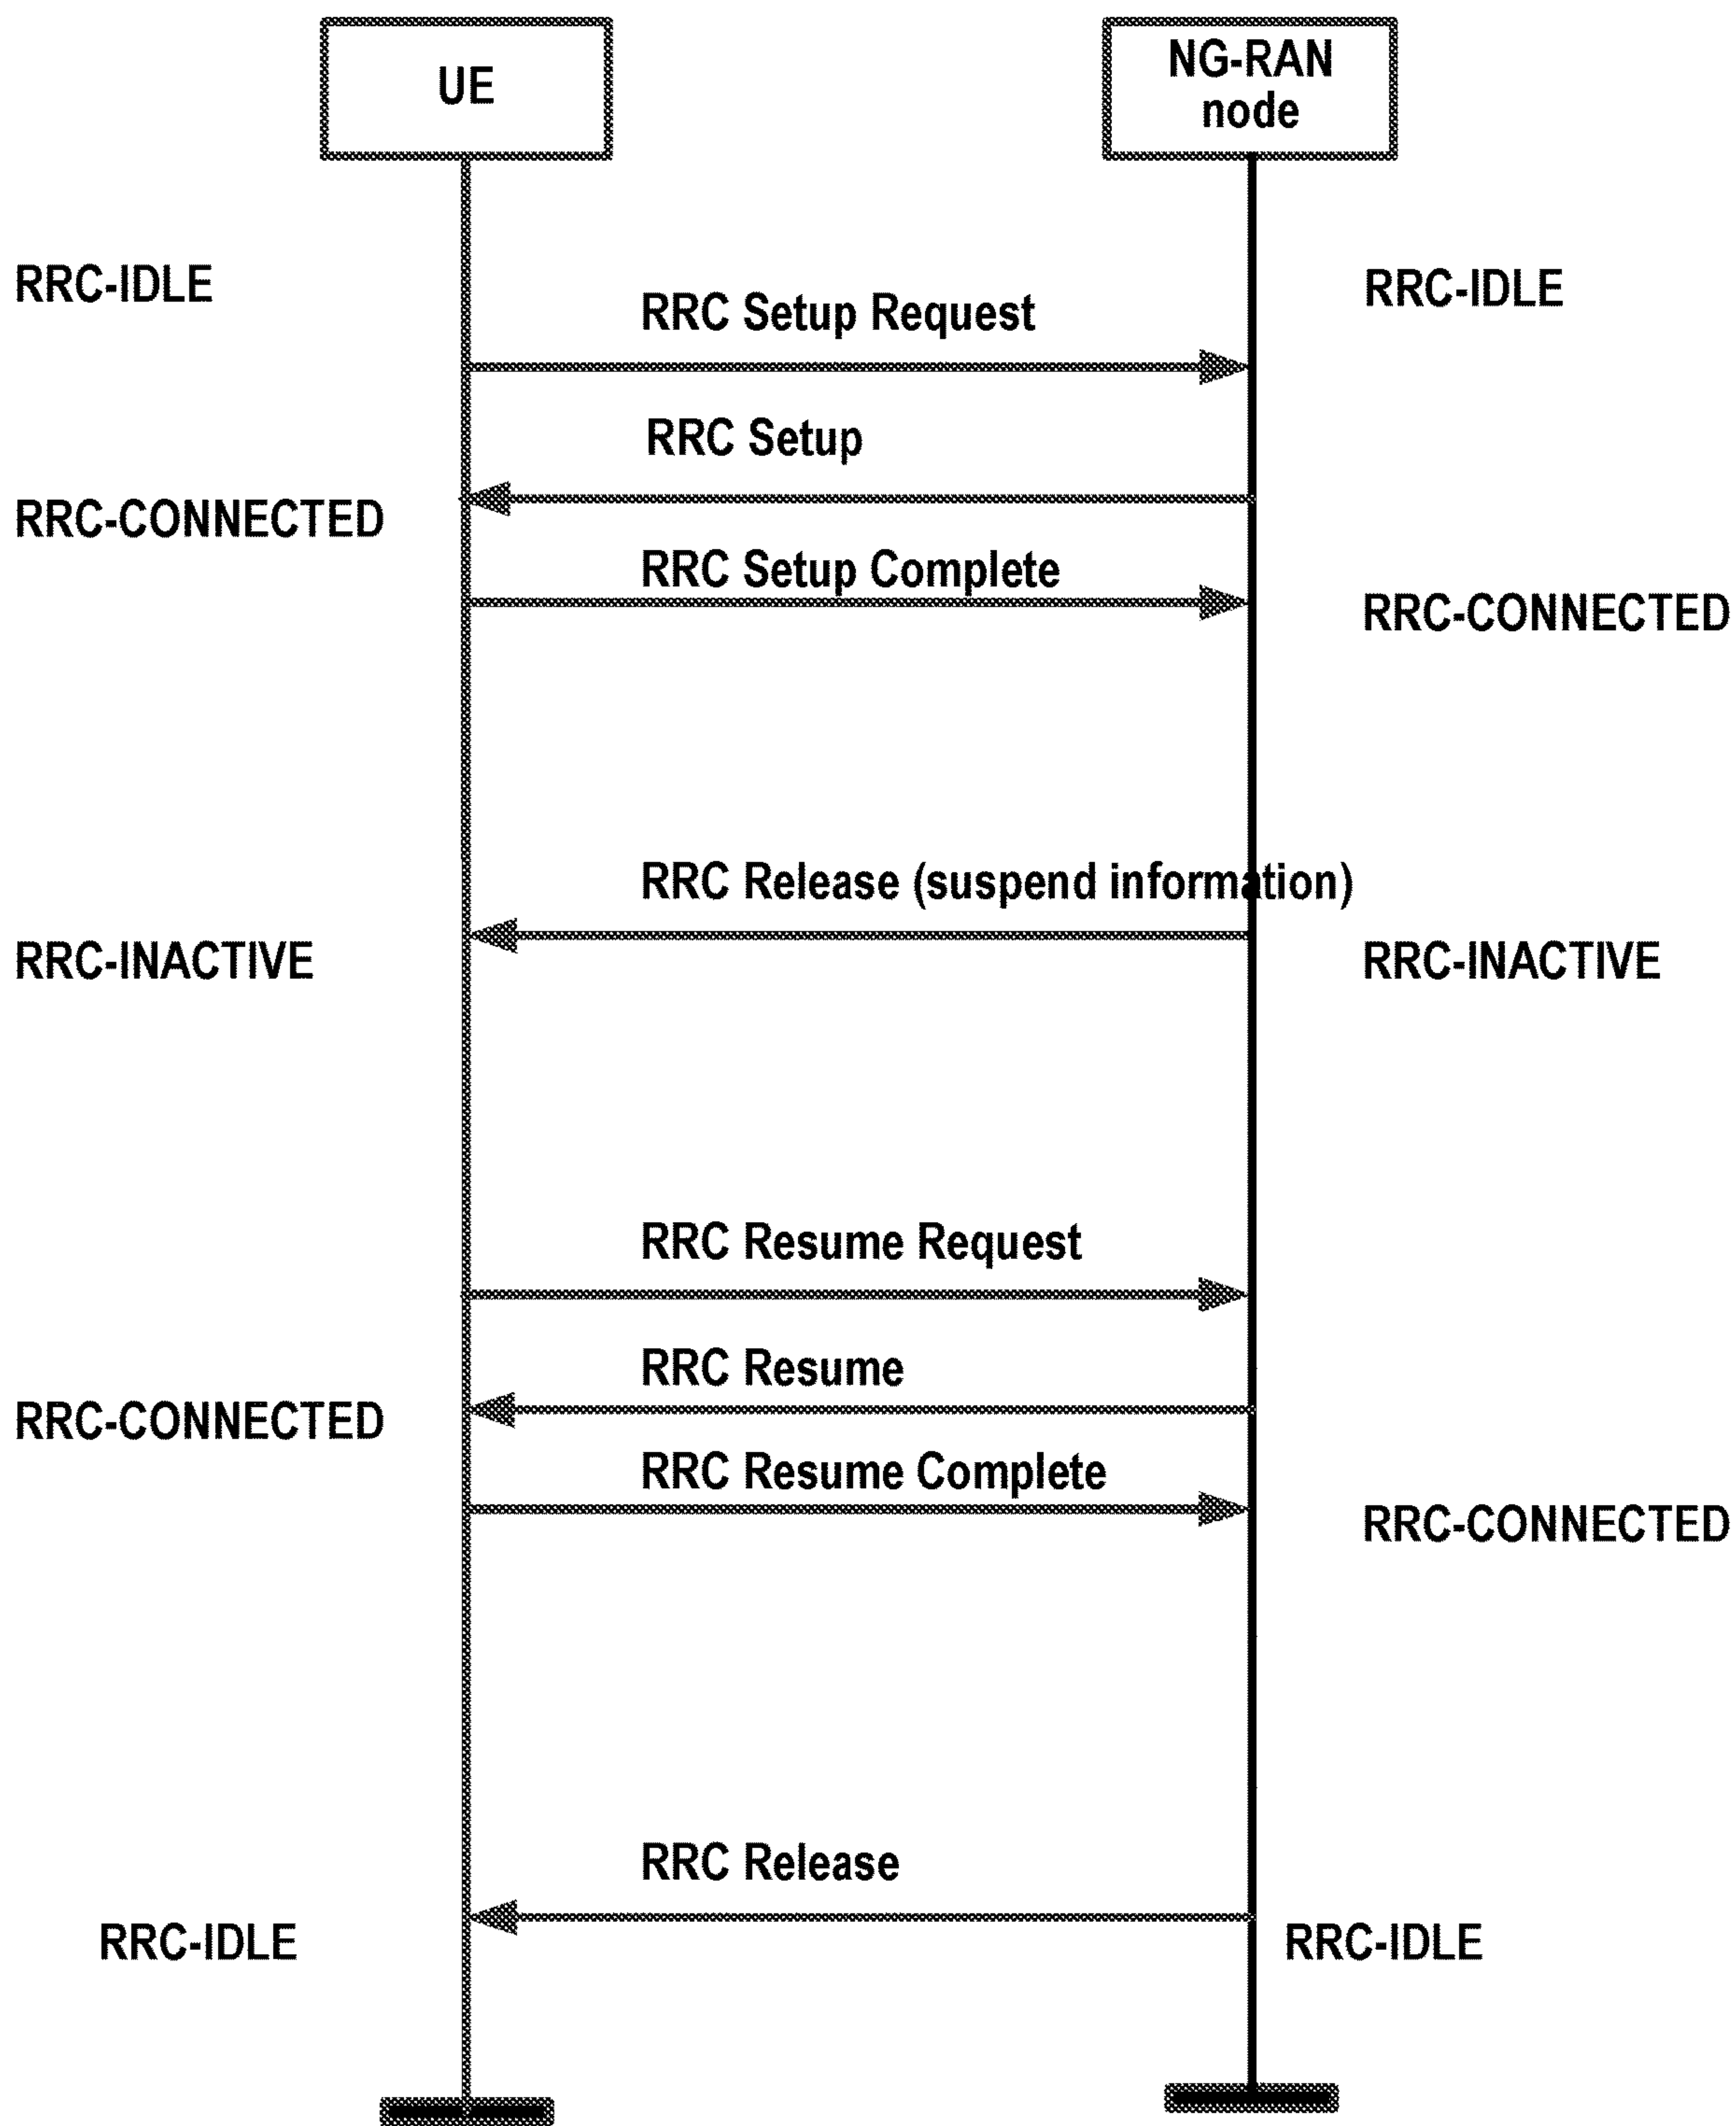 UE
NG-RAN
node
RRC-IDLE
RRC-IDLE
RRC Setup Request
RRC Setup
RRC-CONNECTED
RRC Setup Complete
RRC-CONNECTED
RRC Release (suspend information)
RRC-INACTIVE
RRC-INACTIVE
RRC Resume Request
RRC Resume
RRC-CONNECTED
RRC Resume Complete
RRC-CONNECTED
RRC Release
RRC-IDLE
RRC-IDLE